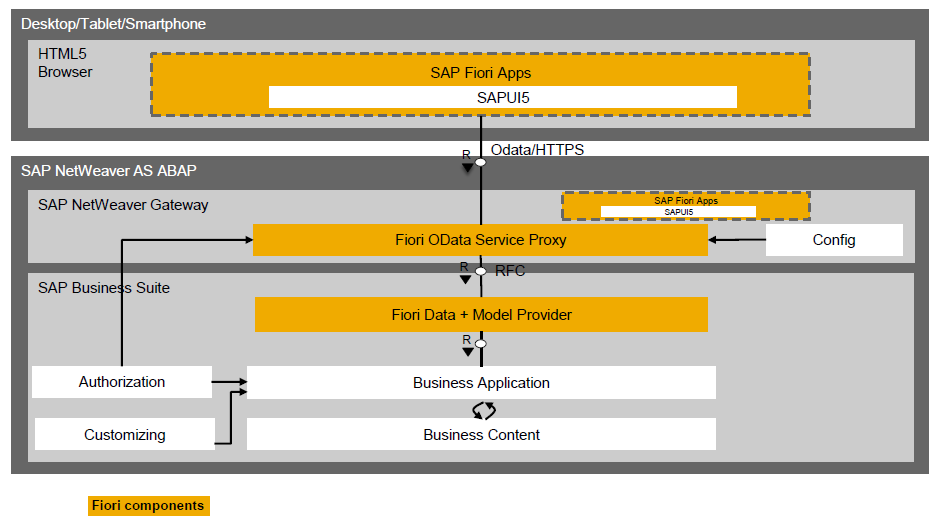 Desktop/Tablet/Smartphone
HTML5
Browser
SAP Fiori Apps
SAPUI5
R
Odata/HTTPS
SAP NetWeaver AS ABAP
SAP NetWeaver Gateway
SAP Fiori Apps
SAPUI5
Fiori OData Service Proxy
Config
R
RFC
SAP Business Suite
Fiori Data + Model Provider
R
Authorization
Business Application
Customizing
Business Content
Fiori components